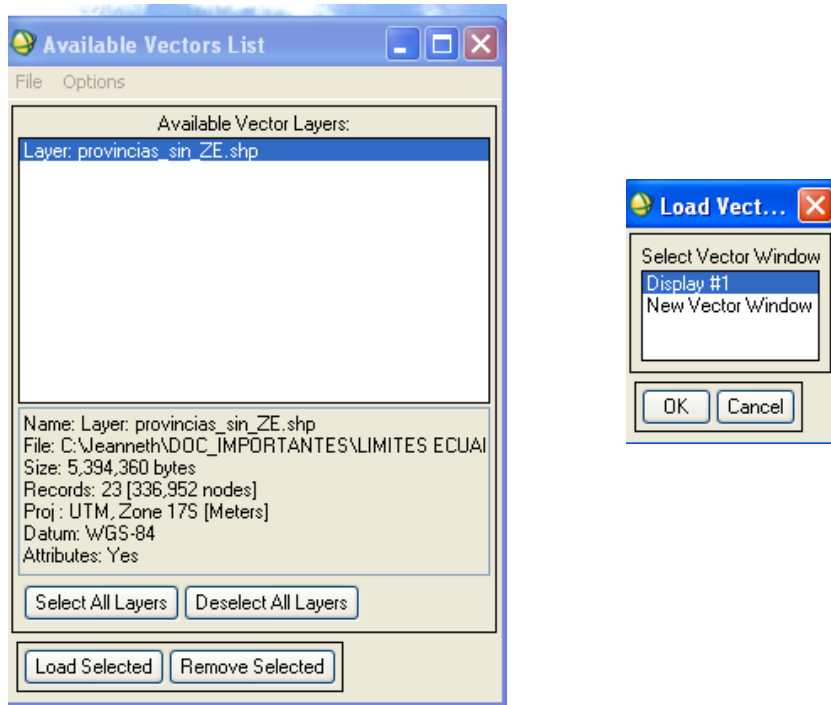 Available Vectors List
File Options
Available Vector Layers:
Layer: provincias_sin_ZE.shp
Name: Layer: provincias_sin_ZE.shp
File: C:\Jeanneth\DOC_IMPORTANTES\LIMITES ECUAI
Size: 5,394,360 bytes
Records: 23 [336,952 nodes]
Proj : UTM, Zone 17S [Meters]
Datum: WGS-84
Attributes: Yes
Select All Layers Deselect All Layers
Load Selected Remove Selected
Load Vect...
Select Vector Window
Display #1
New Vector Window
OK Cancel